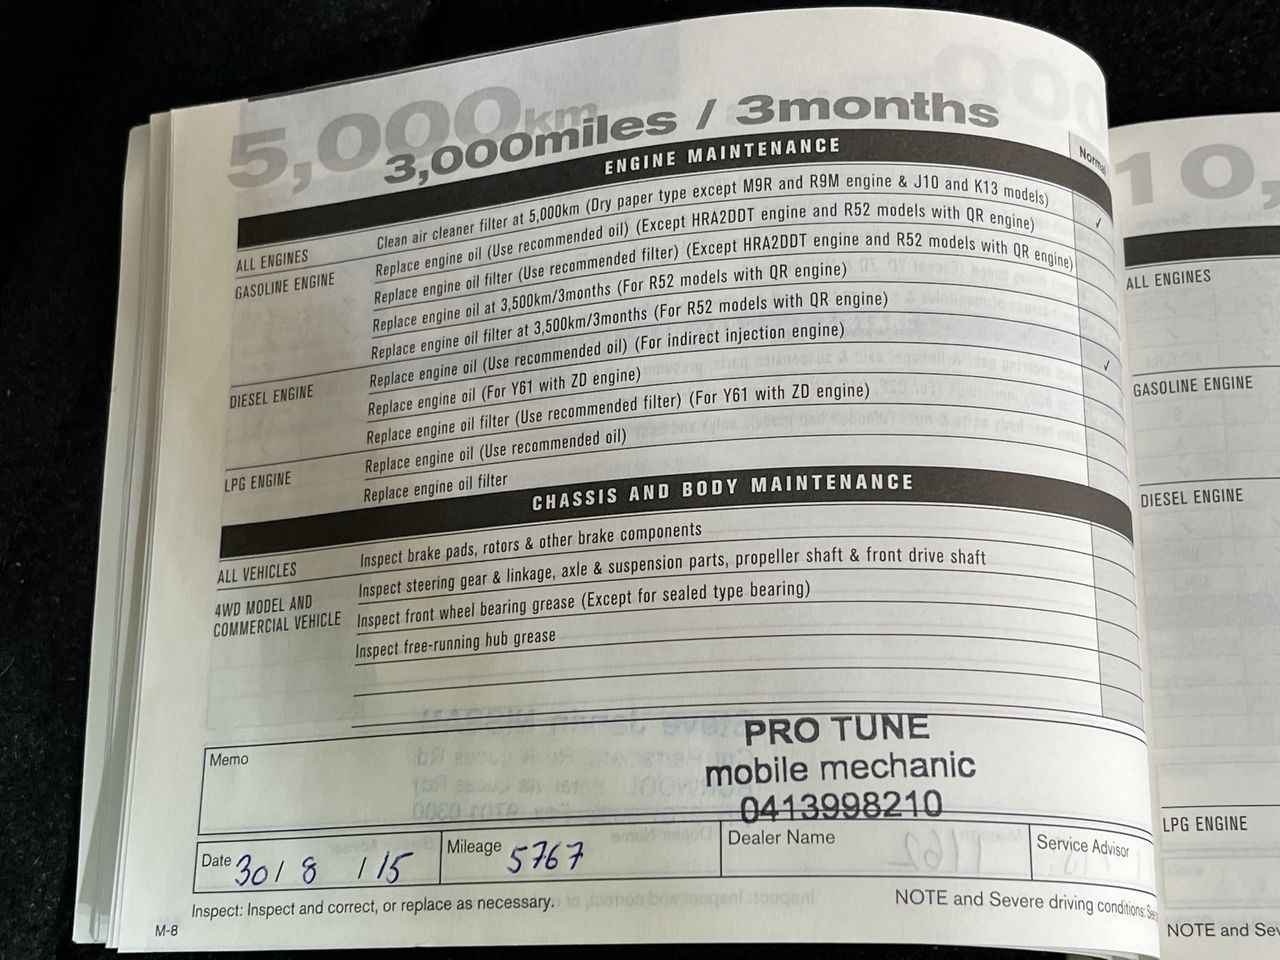 5,000km
3,000miles / 3months
ENGINE MAINTENANCE
Normal
ALL ENGINES Clean air cleaner filter at 5,000km (Dry paper type except M9R and R9M engine & J10 and K13 models)
GASOLINE ENGINE Replace engine oil (Use recommended oil) (Except HRA2DDT engine and R52 models with QR engine) ✓
Replace engine oil filter (Use recommended filter) (Except HRA2DDT engine and R52 models with QR engine)
Replace engine oil at 3,500km/3months (For R52 models with QR engine)
Replace engine oil filter at 3,500km/3months (For R52 models with QR engine)
DIESEL ENGINE Replace engine oil (Use recommended oil) (For indirect injection engine) ✓
Replace engine oil (For Y61 with ZD engine)
Replace engine oil filter (Use recommended filter) (For Y61 with ZD engine)
LPG ENGINE Replace engine oil (Use recommended oil)
Replace engine oil filter
CHASSIS AND BODY MAINTENANCE
ALL VEHICLES Inspect brake pads, rotors & other brake components
4WD MODEL AND COMMERCIAL VEHICLE Inspect steering gear & linkage, axle & suspension parts, propeller shaft & front drive shaft
Inspect front wheel bearing grease (Except for sealed type bearing)
Inspect free-running hub grease
Memo
PRO TUNE
mobile mechanic
0413998210
Date 30/ 8 /15 Mileage 5767 Dealer Name Service Advisor
Inspect: Inspect and correct, or replace as necessary. NOTE and Severe driving conditions:
M-8
10,
ALL ENGINES
GASOLINE ENGINE
DIESEL ENGINE
LPG ENGINE
NOTE and Sev